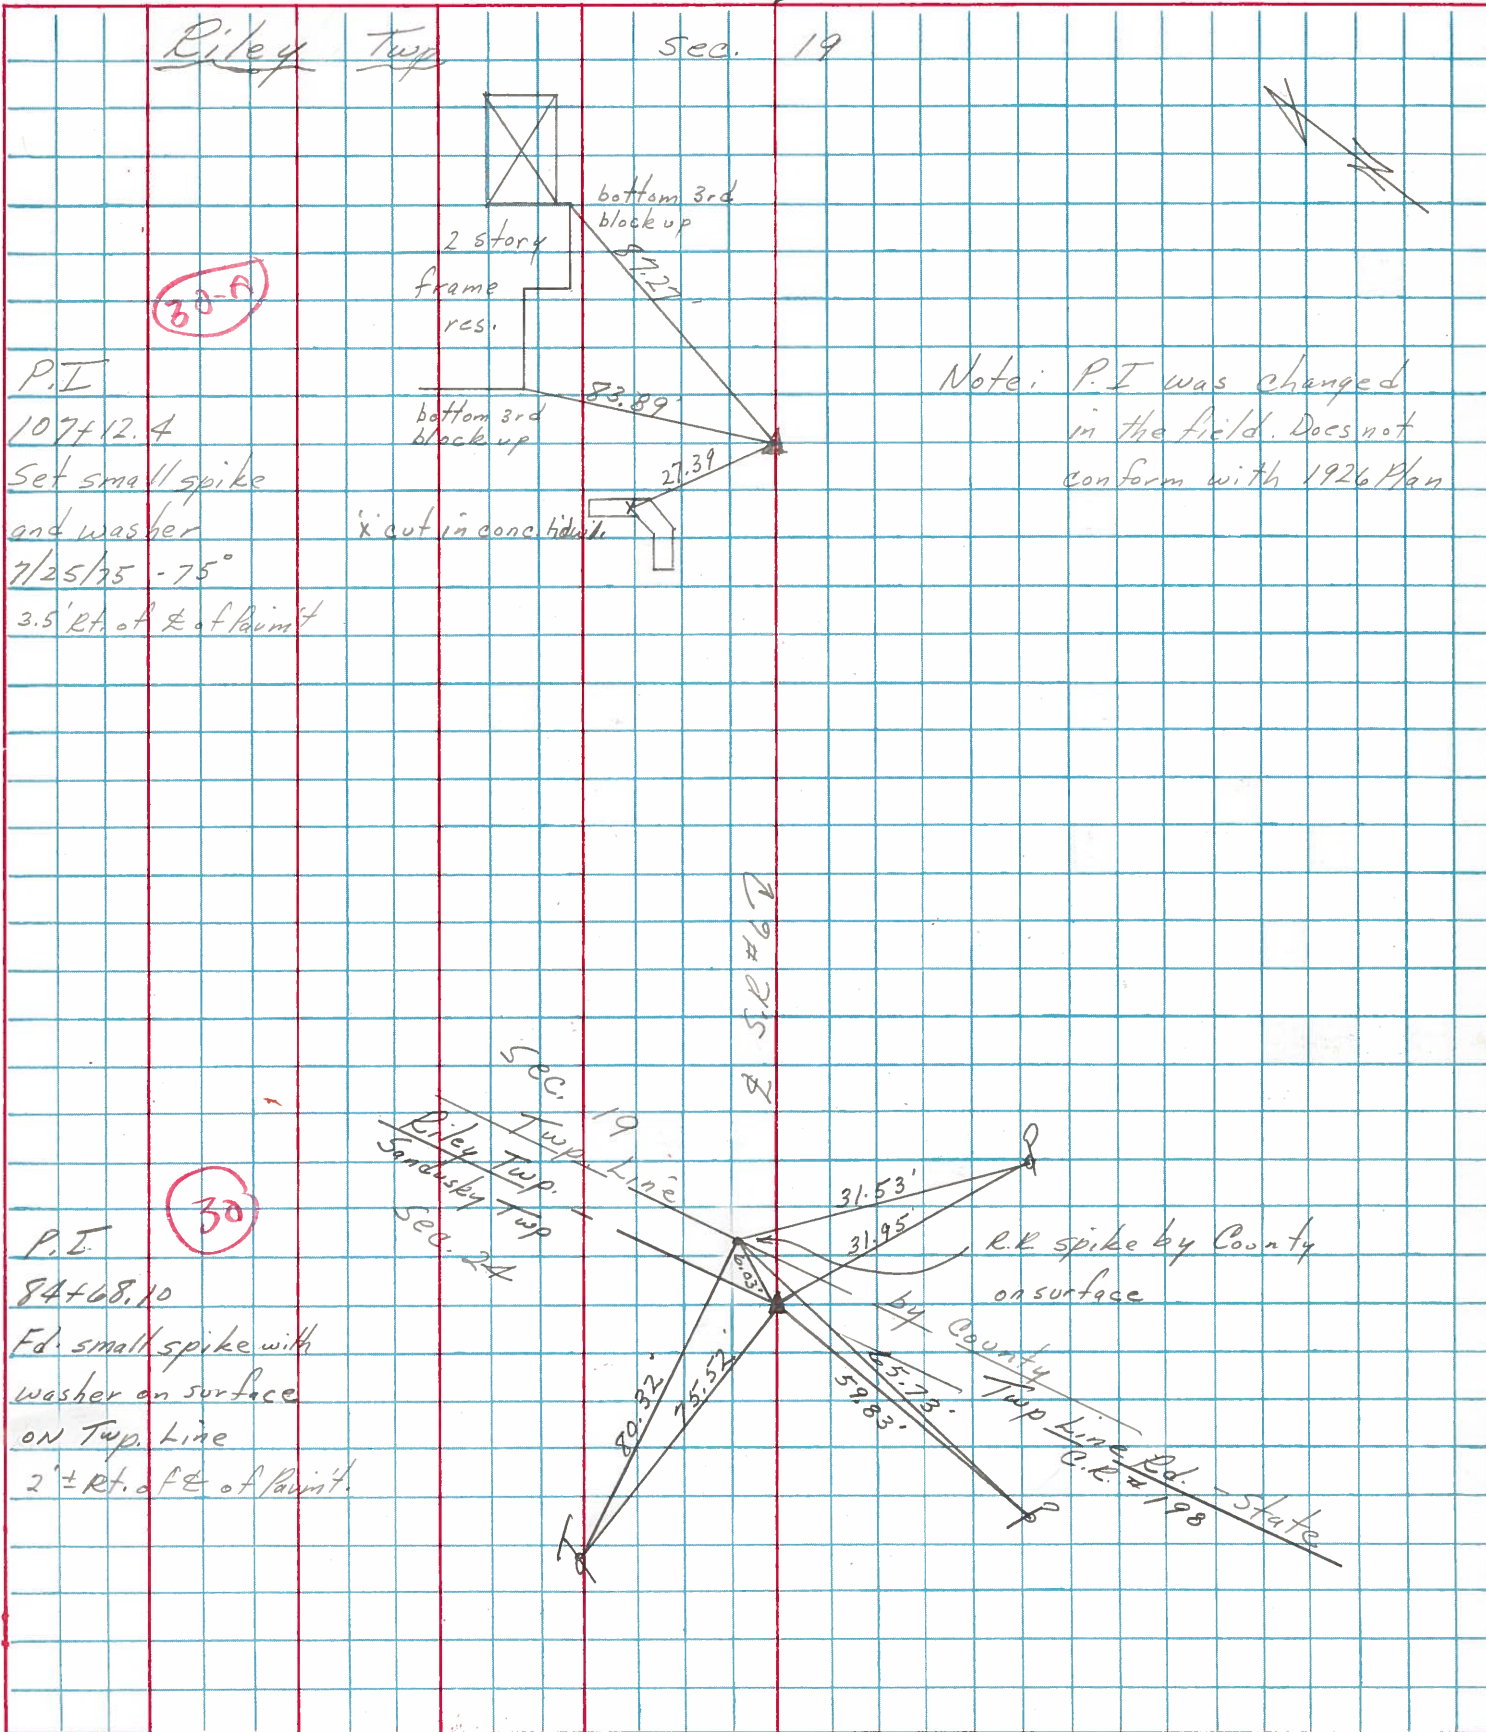 Riley Twp
Sec. 19
N
bottom 3rd
block up
2 story
frame
res.
87.27'
30-A
P.I
107+12.4
Set small spike
and washer
7/25/75 - 75°
3.5' Rt. of ℄ of Pavm't
83.89'
bottom 3rd
block up
27.39
'X' cut in conc. hdwl.
Note: P.I was changed
in the field. Does not
conform with 1926 Plan
℄ S.R. #6
Sec. 19
Twp. Line
Riley Twp.
Sandusky Twp
Sec. 24
30
P.I.
84+68.10
Fd. small spike with
washer on surface
ON Twp. Line
2'± Rt. of ℄ of Pavm't.
31.53'
31.95'
6.03'
R.R. spike by County
on surface
by County
Twp Line Rd. - State
C.R. # 198
65.73'
59.83'
80.32'
75.52'